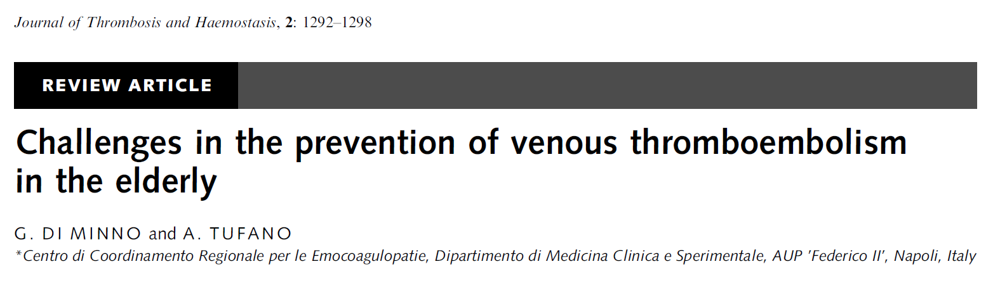 Journal of Thrombosis and Haemostasis, 2: 1292–1298
REVIEW ARTICLE
Challenges in the prevention of venous thromboembolism
in the elderly
G. DI MINNO and A. TUFANO
*Centro di Coordinamento Regionale per le Emocoagulopatie, Dipartimento di Medicina Clinica e Sperimentale, AUP 'Federico II', Napoli, Italy